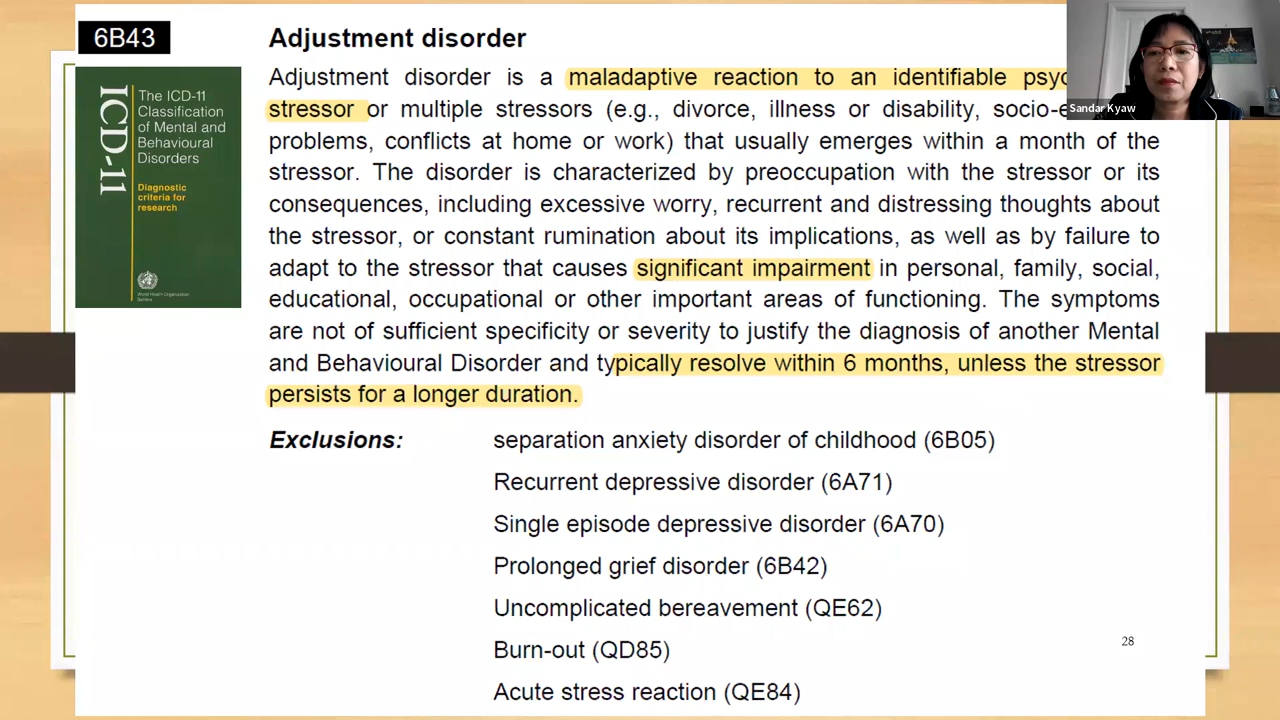 6B43
Adjustment disorder
ICD-11
The ICD-11
Classification
of Mental and
Behavioural
Disorders
Diagnostic
criteria for
research
World Health Organization
Geneva
Adjustment disorder is a maladaptive reaction to an identifiable
stressor or multiple stressors (e.g., divorce, illness or disability,
problems, conflicts at home or work) that usually emerges within a month of the
stressor. The disorder is characterized by preoccupation with the stressor or its
consequences, including excessive worry, recurrent and distressing thoughts about
the stressor, or constant rumination about its implications, as well as by failure to
adapt to the stressor that causes significant impairment in personal, family, social,
educational, occupational or other important areas of functioning. The symptoms
are not of sufficient specificity or severity to justify the diagnosis of another Mental
and Behavioural Disorder and typically resolve within 6 months, unless the stressor
persists for a longer duration.
Exclusions: separation anxiety disorder of childhood (6B05)
Recurrent depressive disorder (6A71)
Single episode depressive disorder (6A70)
Prolonged grief disorder (6B42)
Uncomplicated bereavement (QE62)
Burn-out (QD85)
Acute stress reaction (QE84)
28
Sandar Kyaw